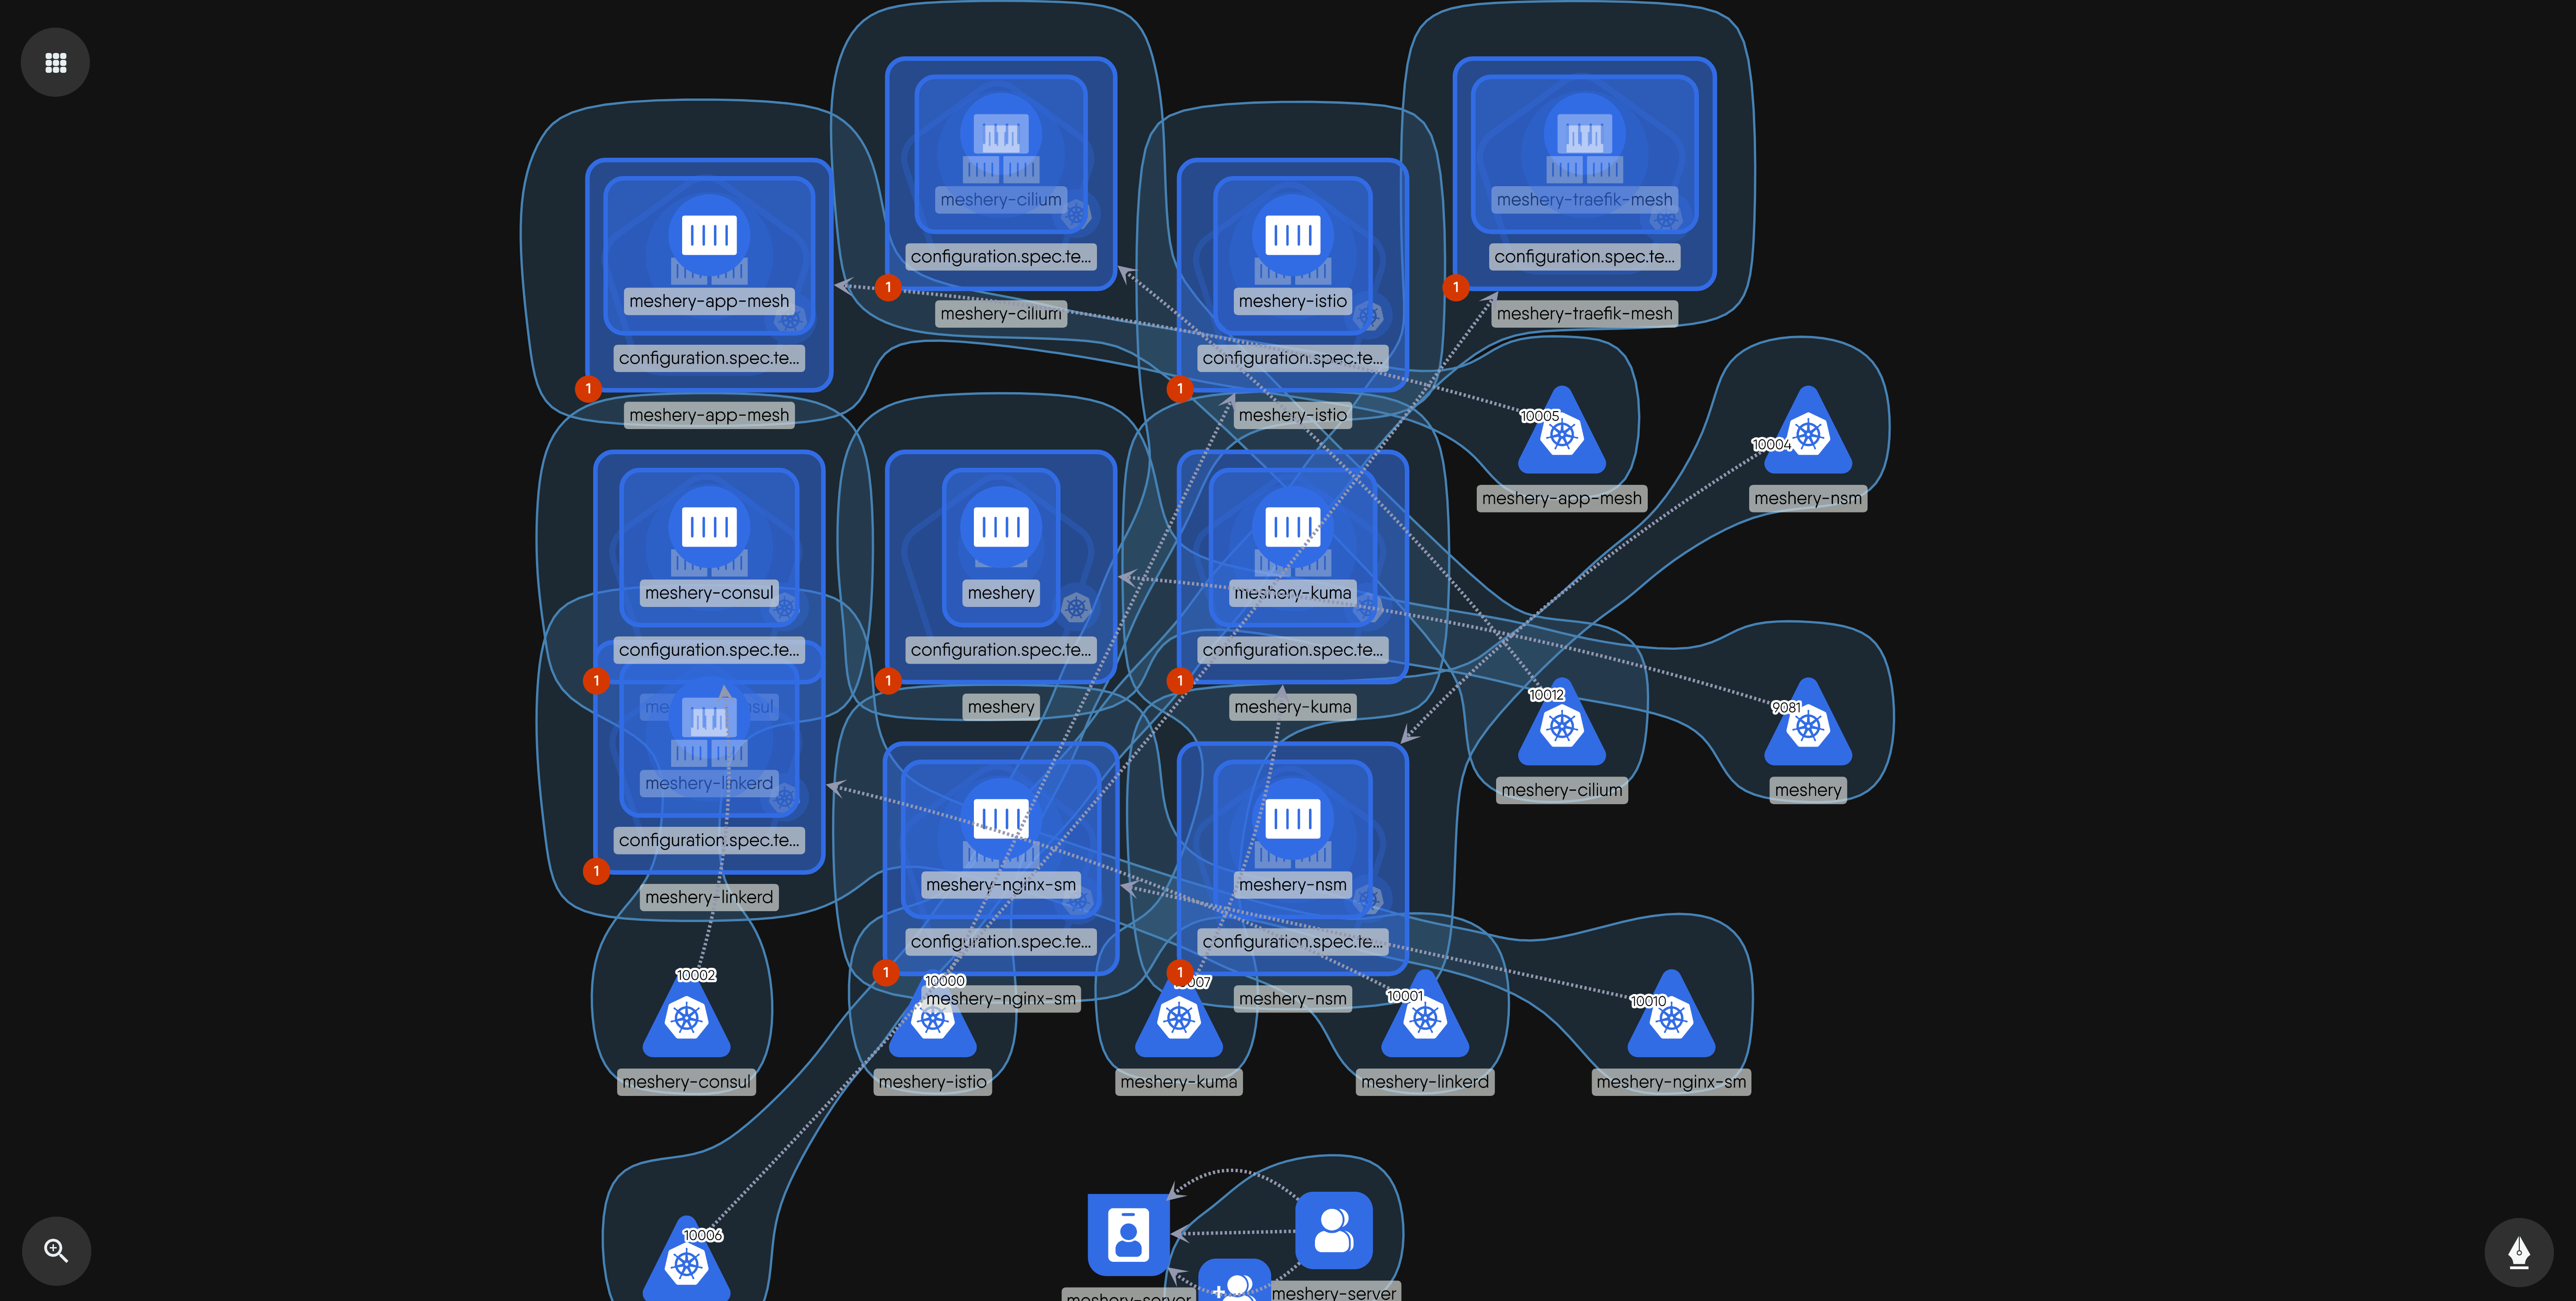 meshery-cilium
configuration.spec.te...
1
meshery-cilium
meshery-traefik-mesh
configuration.spec.te...
1
meshery-traefik-mesh
meshery-app-mesh
configuration.spec.te...
1
meshery-app-mesh
meshery-istio
configuration.spec.te...
1
meshery-istio
10005
meshery-app-mesh
10004
meshery-nsm
meshery-consul
configuration.spec.te...
1
meshery
configuration.spec.te...
1
meshery
meshery-kuma
configuration.spec.te...
1
meshery-kuma
10012
meshery-cilium
9081
meshery
meshery-linkerd
configuration.spec.te...
1
meshery-linkerd
meshery-nginx-sm
configuration.spec.te...
1
meshery-nginx-sm
meshery-nsm
configuration.spec.te...
1
meshery-nsm
10002
meshery-consul
10000
meshery-istio
meshery-kuma
10001
meshery-linkerd
10010
meshery-nginx-sm
10006
meshery-server
meshery-server